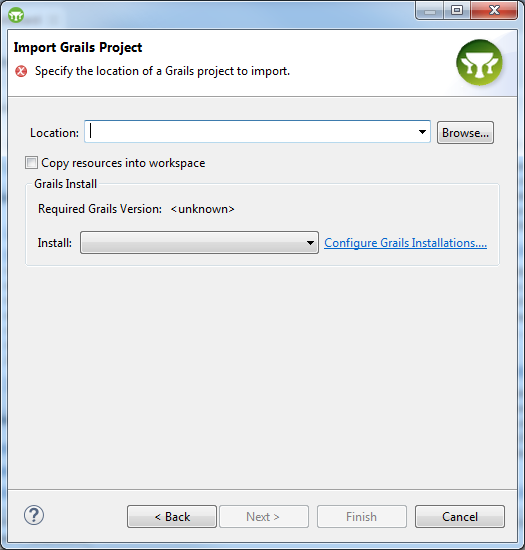 Import Grails Project
Specify the location of a Grails project to import.
Location:
Browse...
Copy resources into workspace
Grails Install
Required Grails Version: <unknown>
Install:
Configure Grails Installations....
?
< Back
Next >
Finish
Cancel